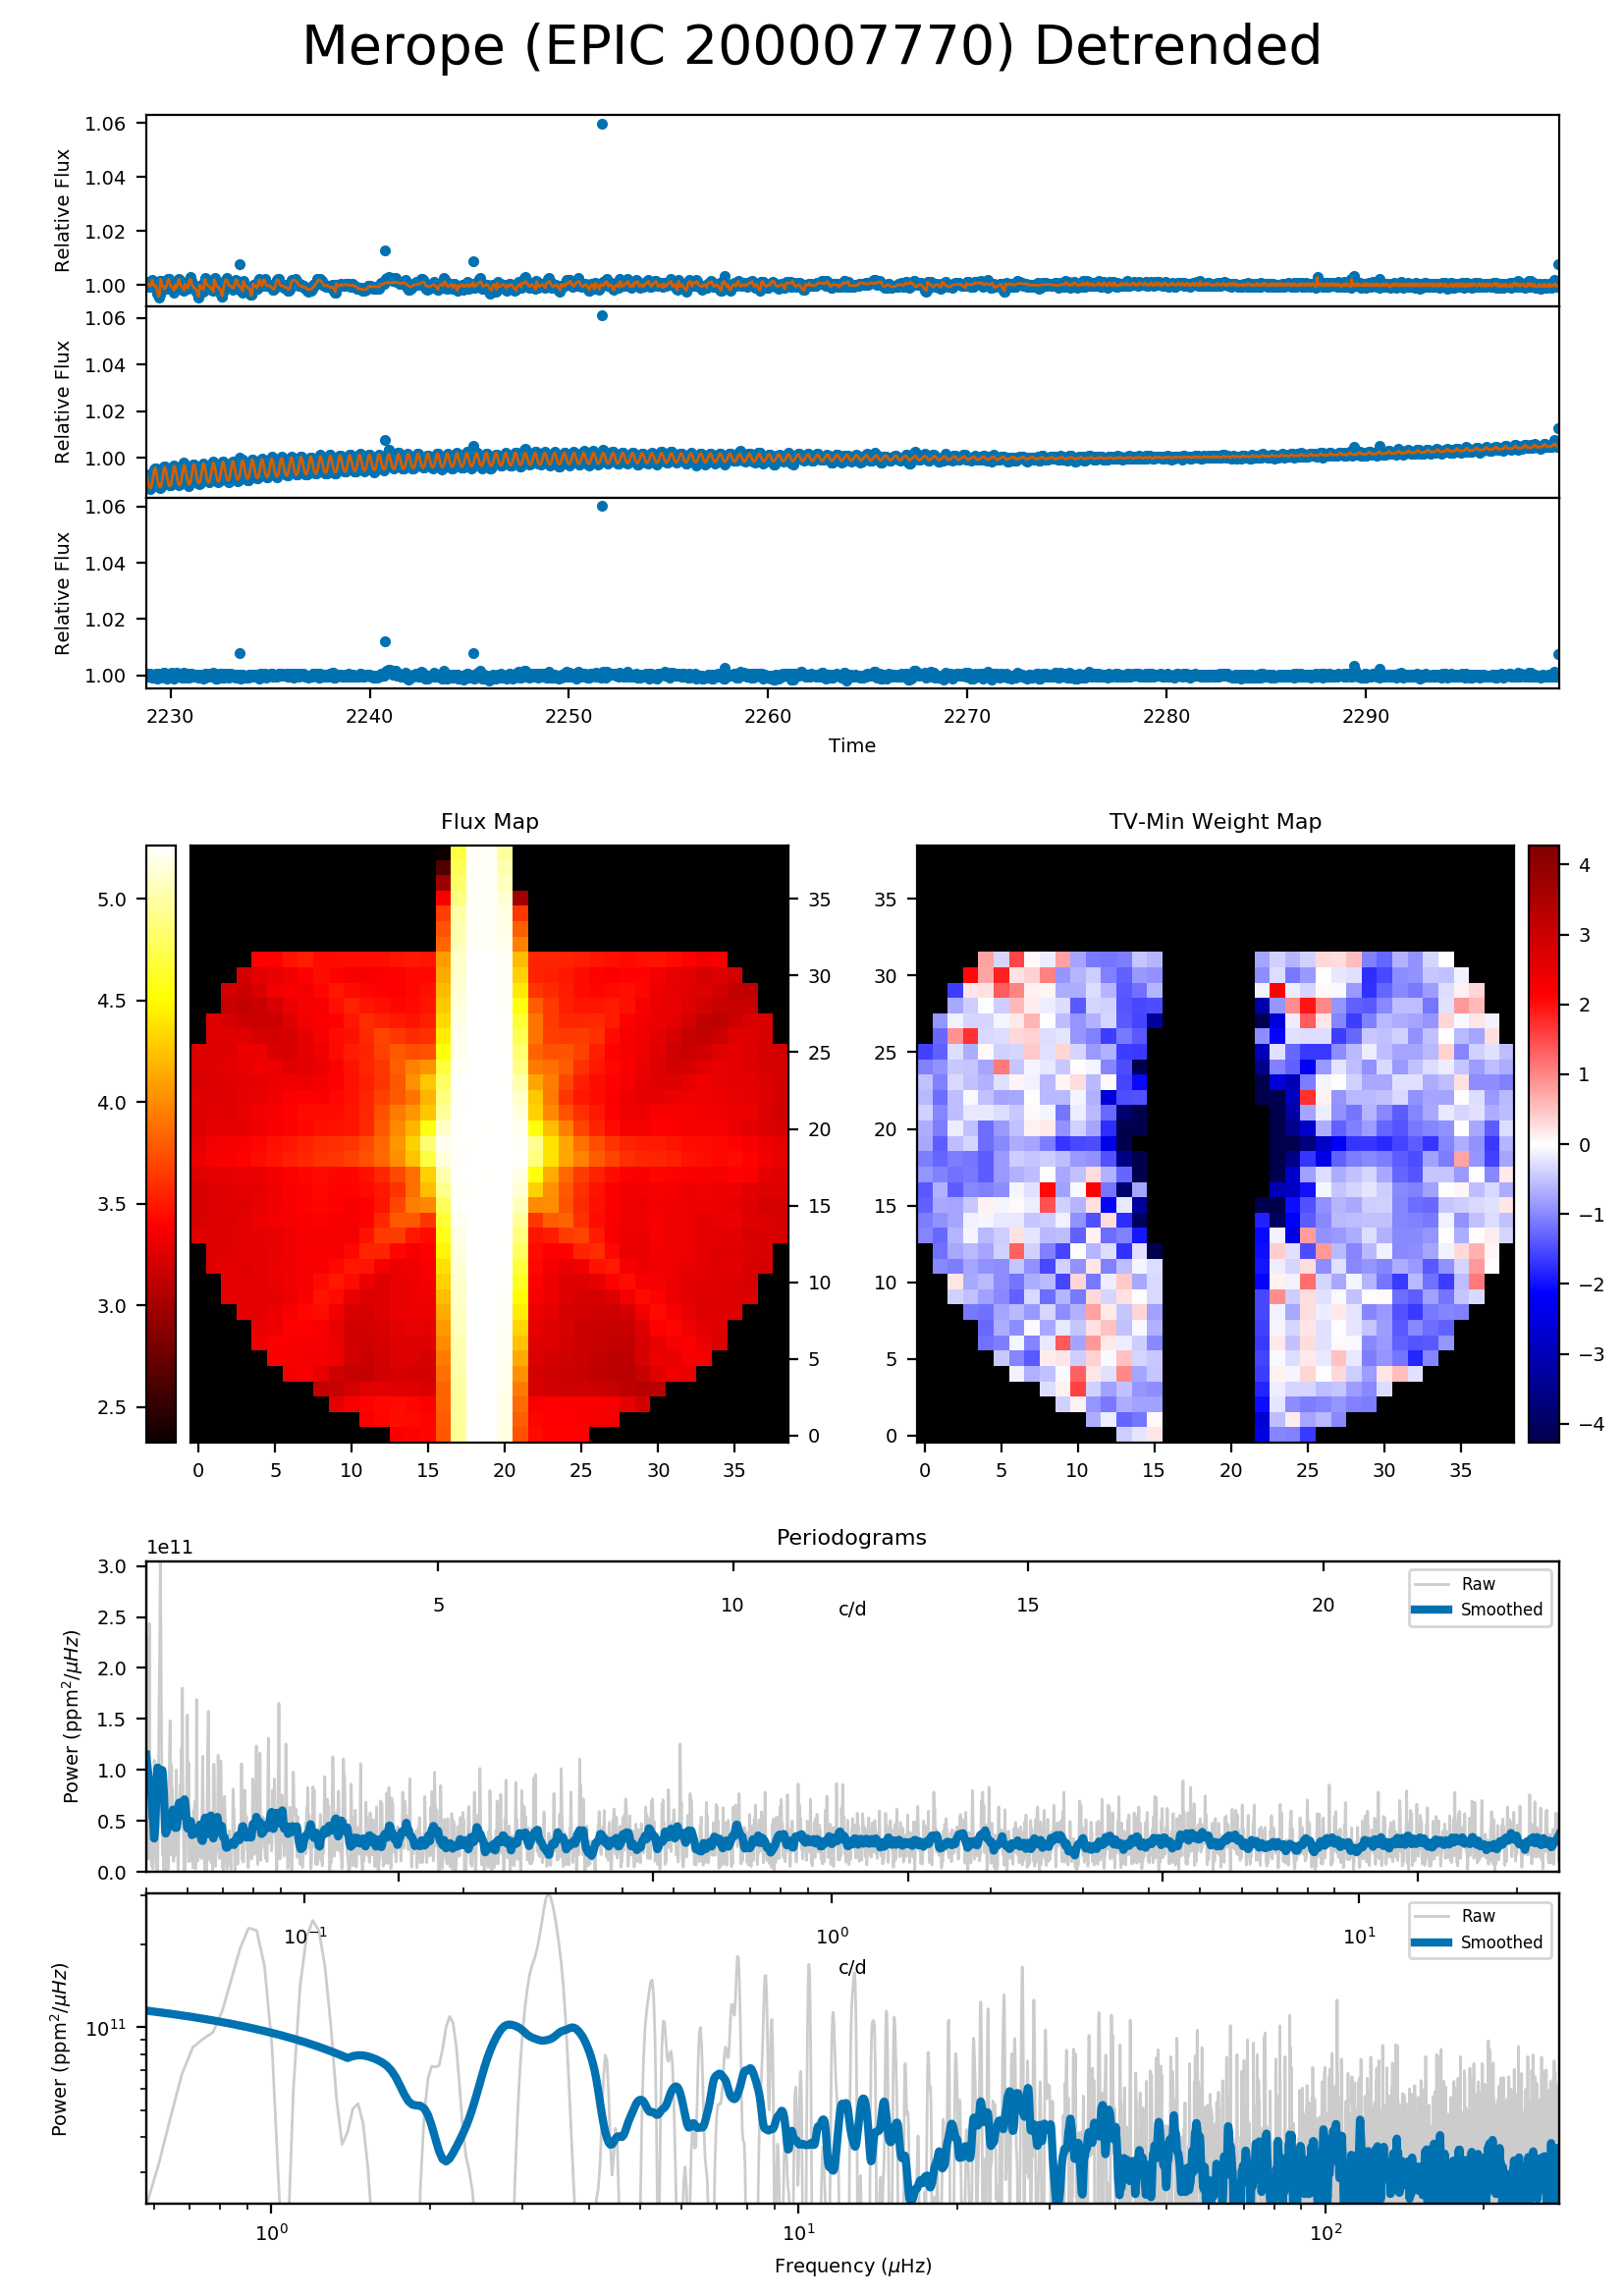 Merope (EPIC 200007770) Detrended
1.06
1.04
1.02
1.00
Relative Flux
1.06
1.04
1.02
1.00
Relative Flux
1.06
1.04
1.02
1.00
Relative Flux
2230 2240 2250 2260 2270 2280 2290
Time
Flux Map
5.0
4.5
4.0
3.5
3.0
2.5
35
30
25
20
15
10
5
0
0 5 10 15 20 25 30 35
TV-Min Weight Map
35
30
25
20
15
10
5
0
0 5 10 15 20 25 30 35
4
3
2
1
0
−1
−2
−3
−4
Periodograms
1e11
3.0
2.5
2.0
1.5
1.0
0.5
0.0
Power (ppm²/μHz)
5 10 15 20
c/d
Raw
Smoothed
10¹¹
Power (ppm²/μHz)
10⁻¹ 10⁰ 10¹
c/d
Raw
Smoothed
10⁰ 10¹ 10²
Frequency (μHz)